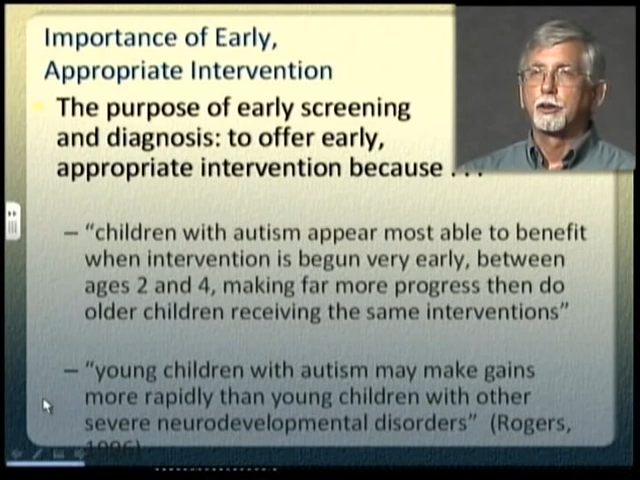 Importance of Early,
Appropriate Intervention
The purpose of early screening
and diagnosis: to offer early,
appropriate intervention because . . .
– “children with autism appear most able to benefit
when intervention is begun very early, between
ages 2 and 4, making far more progress then do
older children receiving the same interventions”
– “young children with autism may make gains
more rapidly than young children with other
severe neurodevelopmental disorders” (Rogers,
1996)